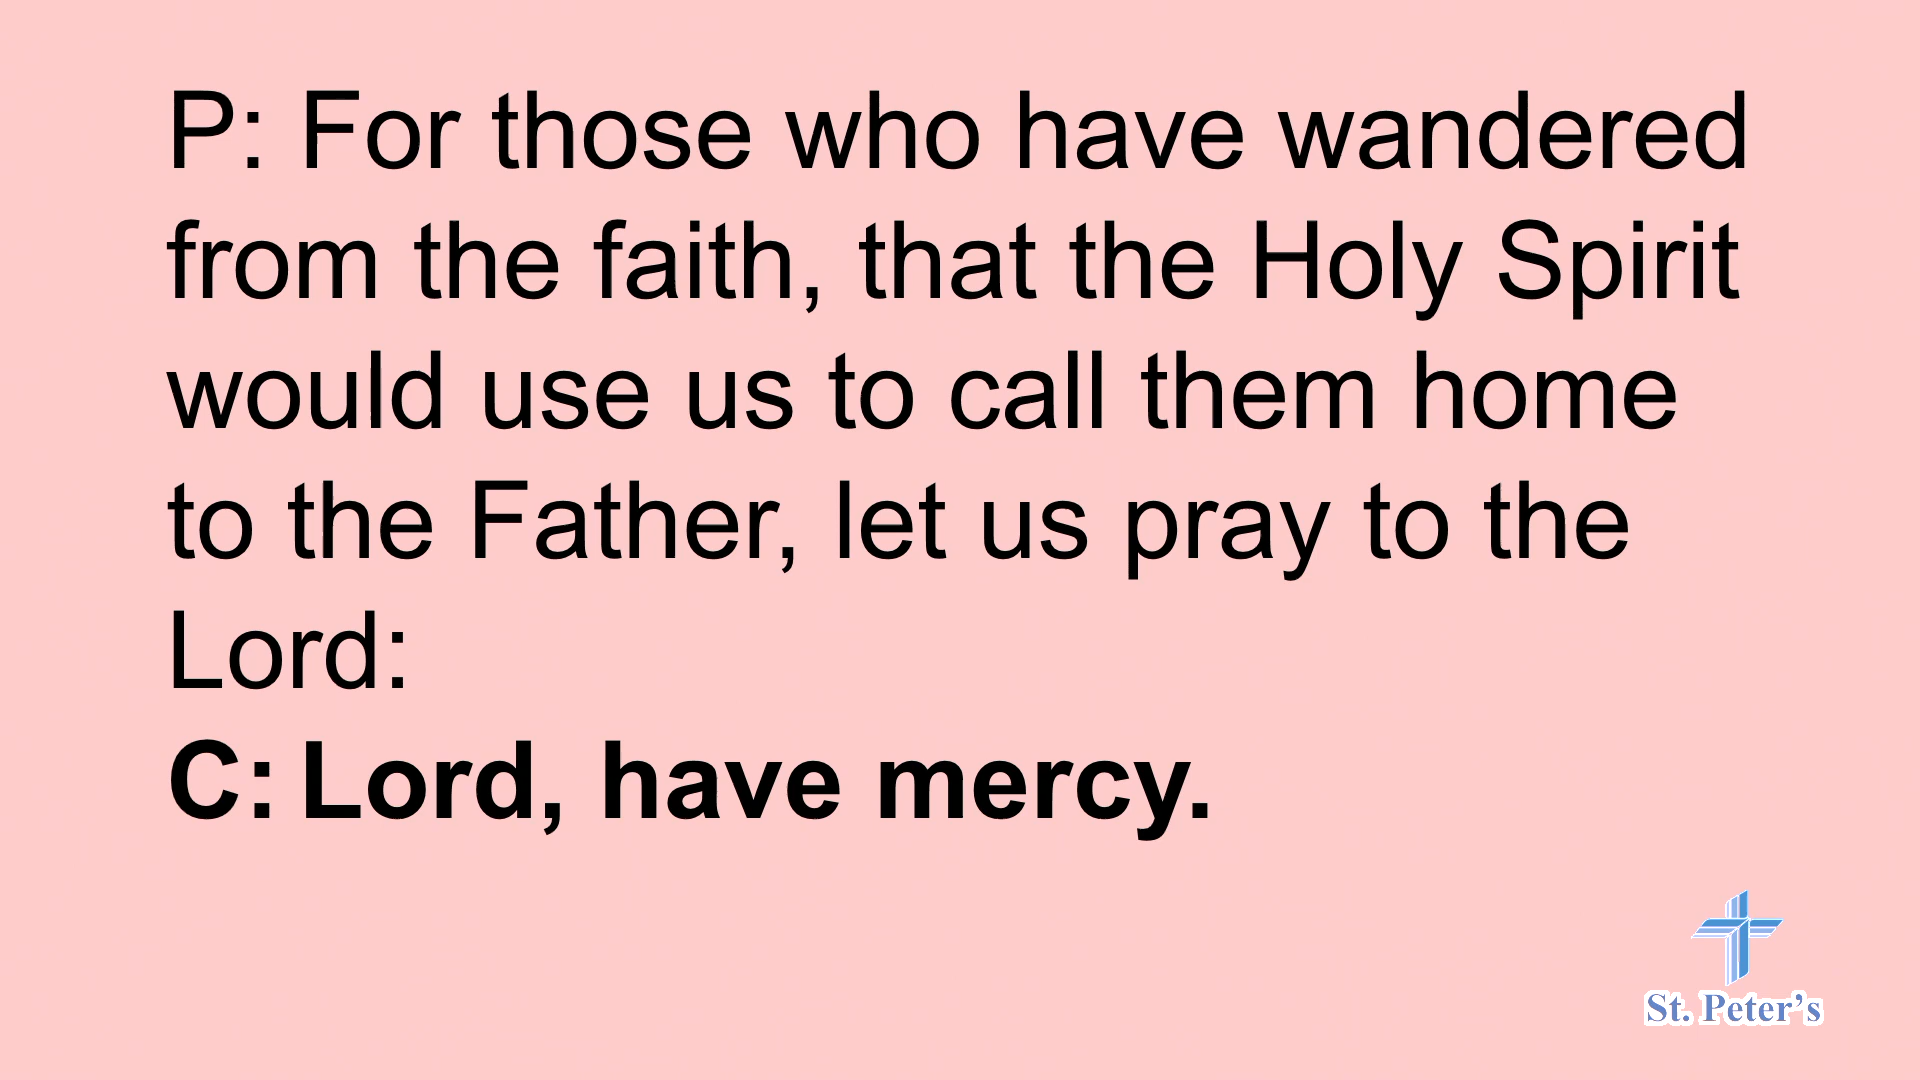 P: For those who have wandered
from the faith, that the Holy Spirit
would use us to call them home
to the Father, let us pray to the
Lord:
C: Lord, have mercy.
St. Peter’s